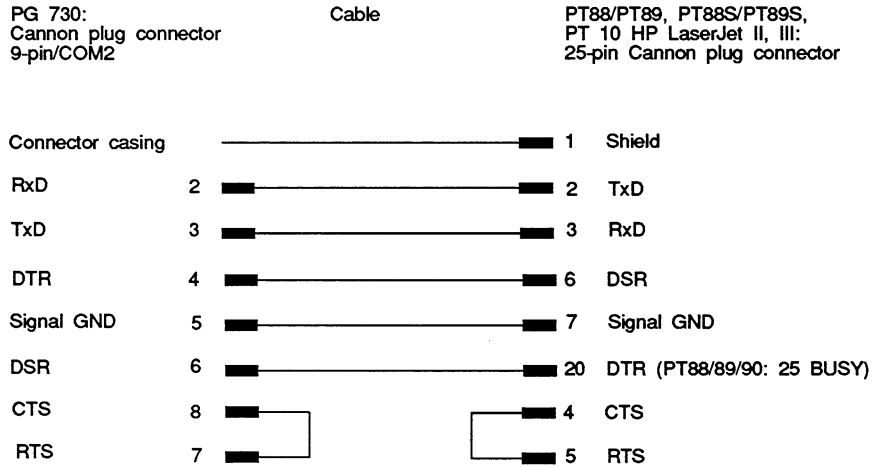 PG 730:
Cannon plug connector
9-pin/COM2
Cable
PT88/PT89, PT88S/PT89S,
PT 10 HP LaserJet II, III:
25-pin Cannon plug connector
Connector casing 1 Shield
RxD 2 2 TxD
TxD 3 3 RxD
DTR 4 6 DSR
Signal GND 5 7 Signal GND
DSR 6 20 DTR (PT88/89/90: 25 BUSY)
CTS 8 4 CTS
RTS 7 5 RTS